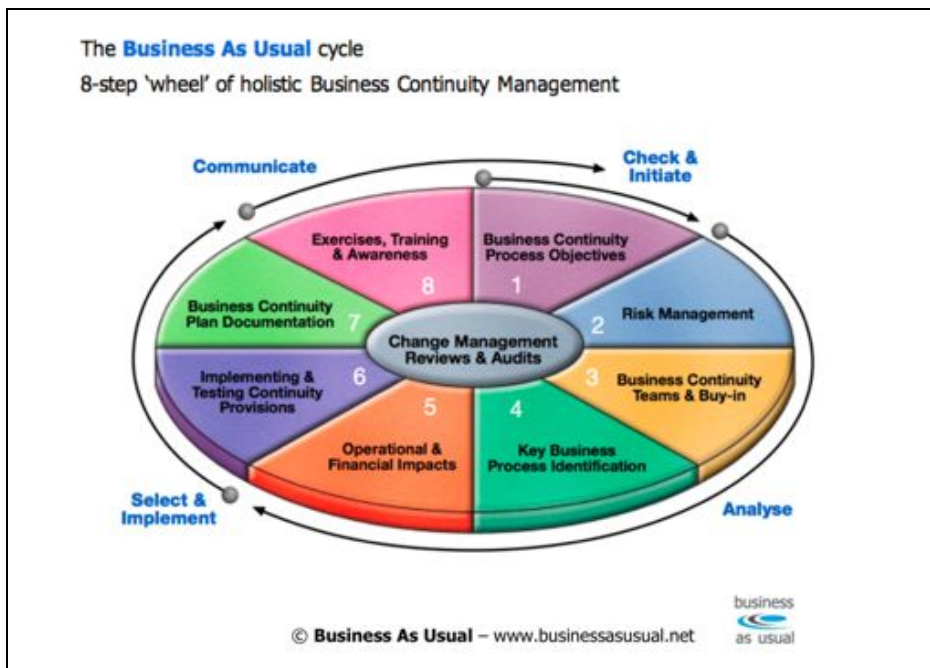 The Business As Usual cycle
8-step ‘wheel’ of holistic Business Continuity Management
Communicate
Check &
Initiate
Exercises, Training
& Awareness
8
Business Continuity
Process Objectives
1
Risk Management
2
Business Continuity
Teams & Buy-in
3
Key Business
Process Identification
4
Operational &
Financial Impacts
5
Implementing &
Testing Continuity
Provisions
6
Business Continuity
Plan Documentation
7
Change Management
Reviews & Audits
Select &
Implement
Analyse
© Business As Usual – www.businessasusual.net
business
as usual